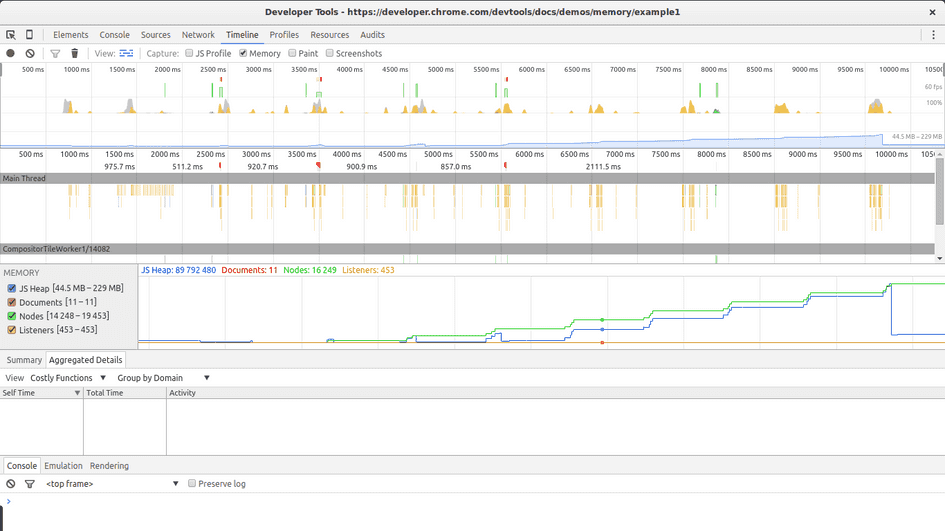 Developer Tools - https://developer.chrome.com/devtools/docs/demos/memory/example1
Elements Console Sources Network Timeline Profiles Resources Audits
View: Capture: JS Profile Memory Paint Screenshots
500 ms 1000 ms 1500 ms 2000 ms 2500 ms 3000 ms 3500 ms 4000 ms 4500 ms 5000 ms 5500 ms 6000 ms 6500 ms 7000 ms 7500 ms 8000 ms 8500 ms 9000 ms 9500 ms 10000 ms 10500
60 fps
100%
44.5 MB – 229 MB
500 ms 1000 ms 1500 ms 2000 ms 2500 ms 3000 ms 3500 ms 4000 ms 4500 ms 5000 ms 5500 ms 6000 ms 6500 ms 7000 ms 7500 ms 8000 ms 8500 ms 9000 ms 9500 ms 10000 ms
975.7 ms 511.2 ms 920.7 ms 900.9 ms 857.0 ms 2111.5 ms
Main Thread
CompositorTileWorker1/14082
MEMORY JS Heap: 89 792 480 Documents: 11 Nodes: 16 249 Listeners: 453
JS Heap [44.5 MB – 229 MB]
Documents [11 – 11]
Nodes [14 248 – 19 453]
Listeners [453 – 453]
Summary Aggregated Details
View Costly Functions ▼ Group by Domain ▼
Self Time ▼ Total Time Activity
Console Emulation Rendering
<top frame> ▼ Preserve log
>